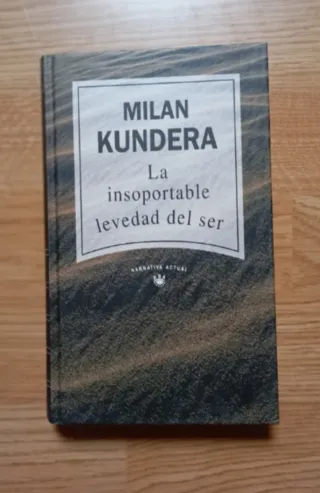 MILAN
KUNDERA
La
insoportable
levedad del ser
NARRATIVA ACTUAL